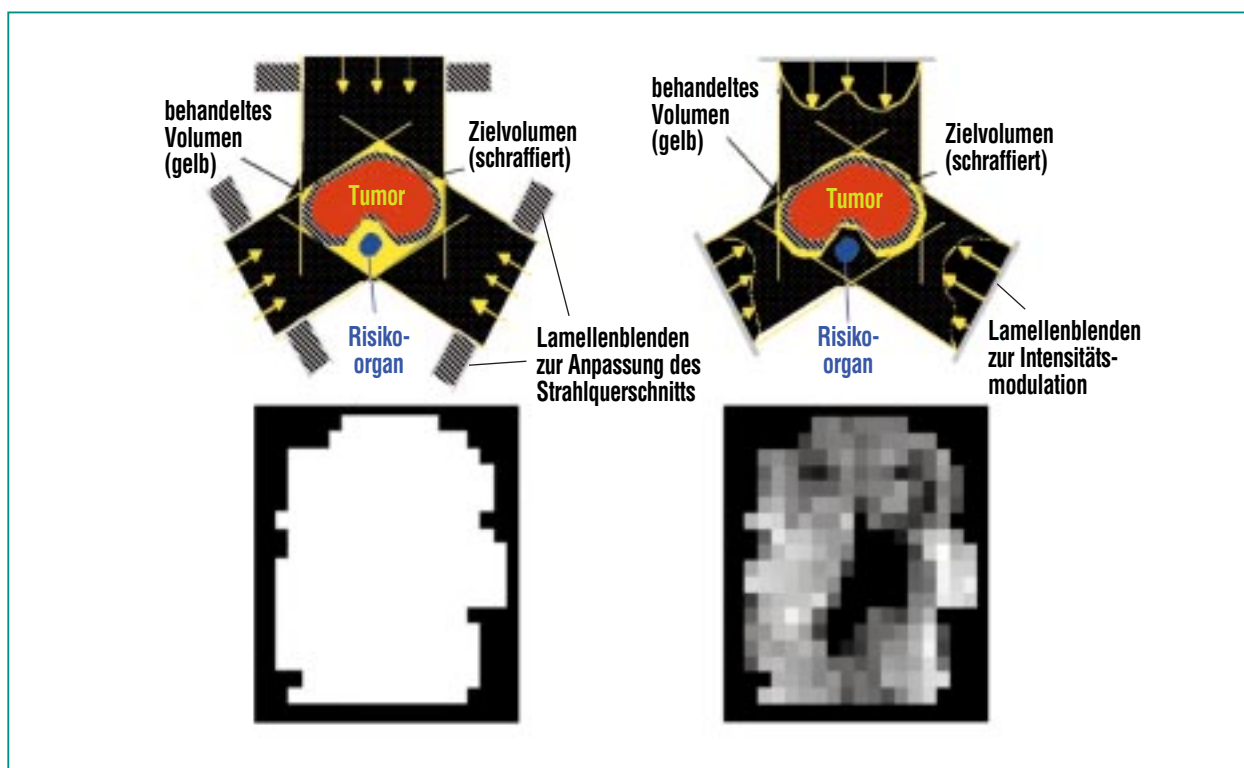 behandeltes
Volumen
(gelb)
Zielvolumen
(schraffiert)
Tumor
Risiko-
organ
Lamellenblenden
zur Anpassung des
Strahlquerschnitts
behandeltes
Volumen
(gelb)
Zielvolumen
(schraffiert)
Tumor
Risiko-
organ
Lamellenblenden
zur Intensitäts-
modulation